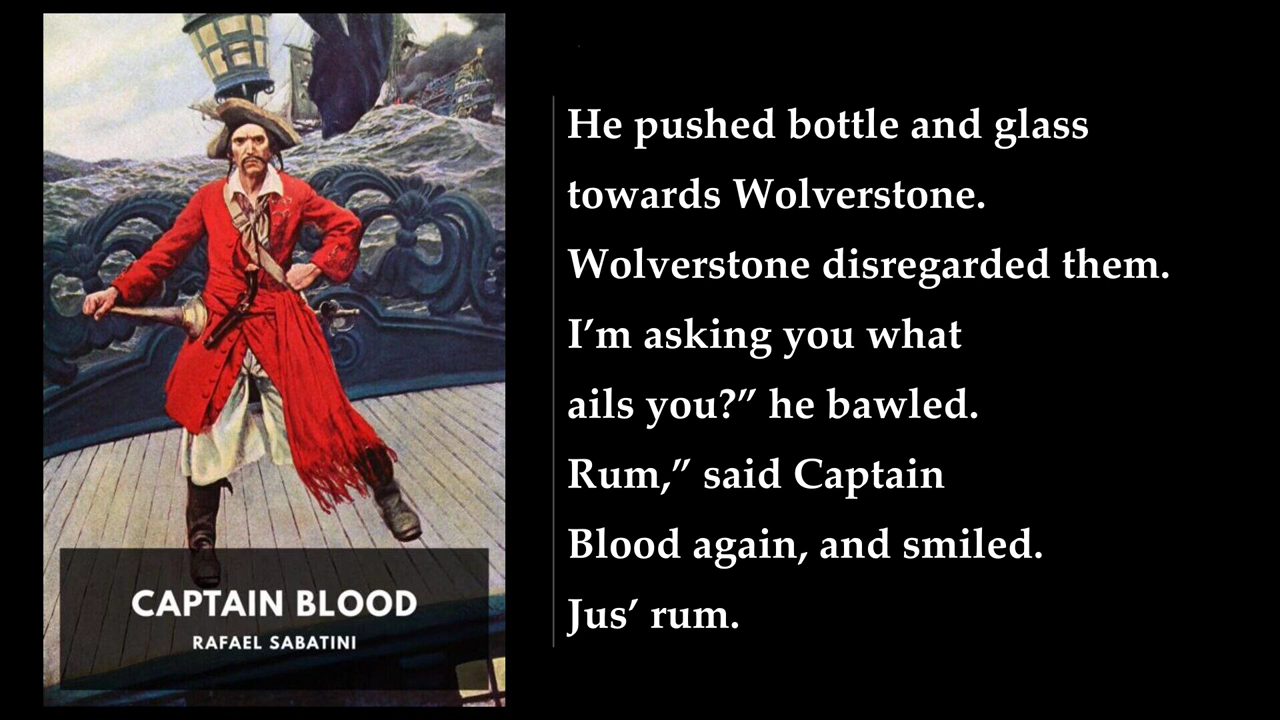 CAPTAIN BLOOD
RAFAEL SABATINI
He pushed bottle and glass
towards Wolverstone.
Wolverstone disregarded them.
I’m asking you what
ails you?” he bawled.
Rum,” said Captain
Blood again, and smiled.
Jus’ rum.